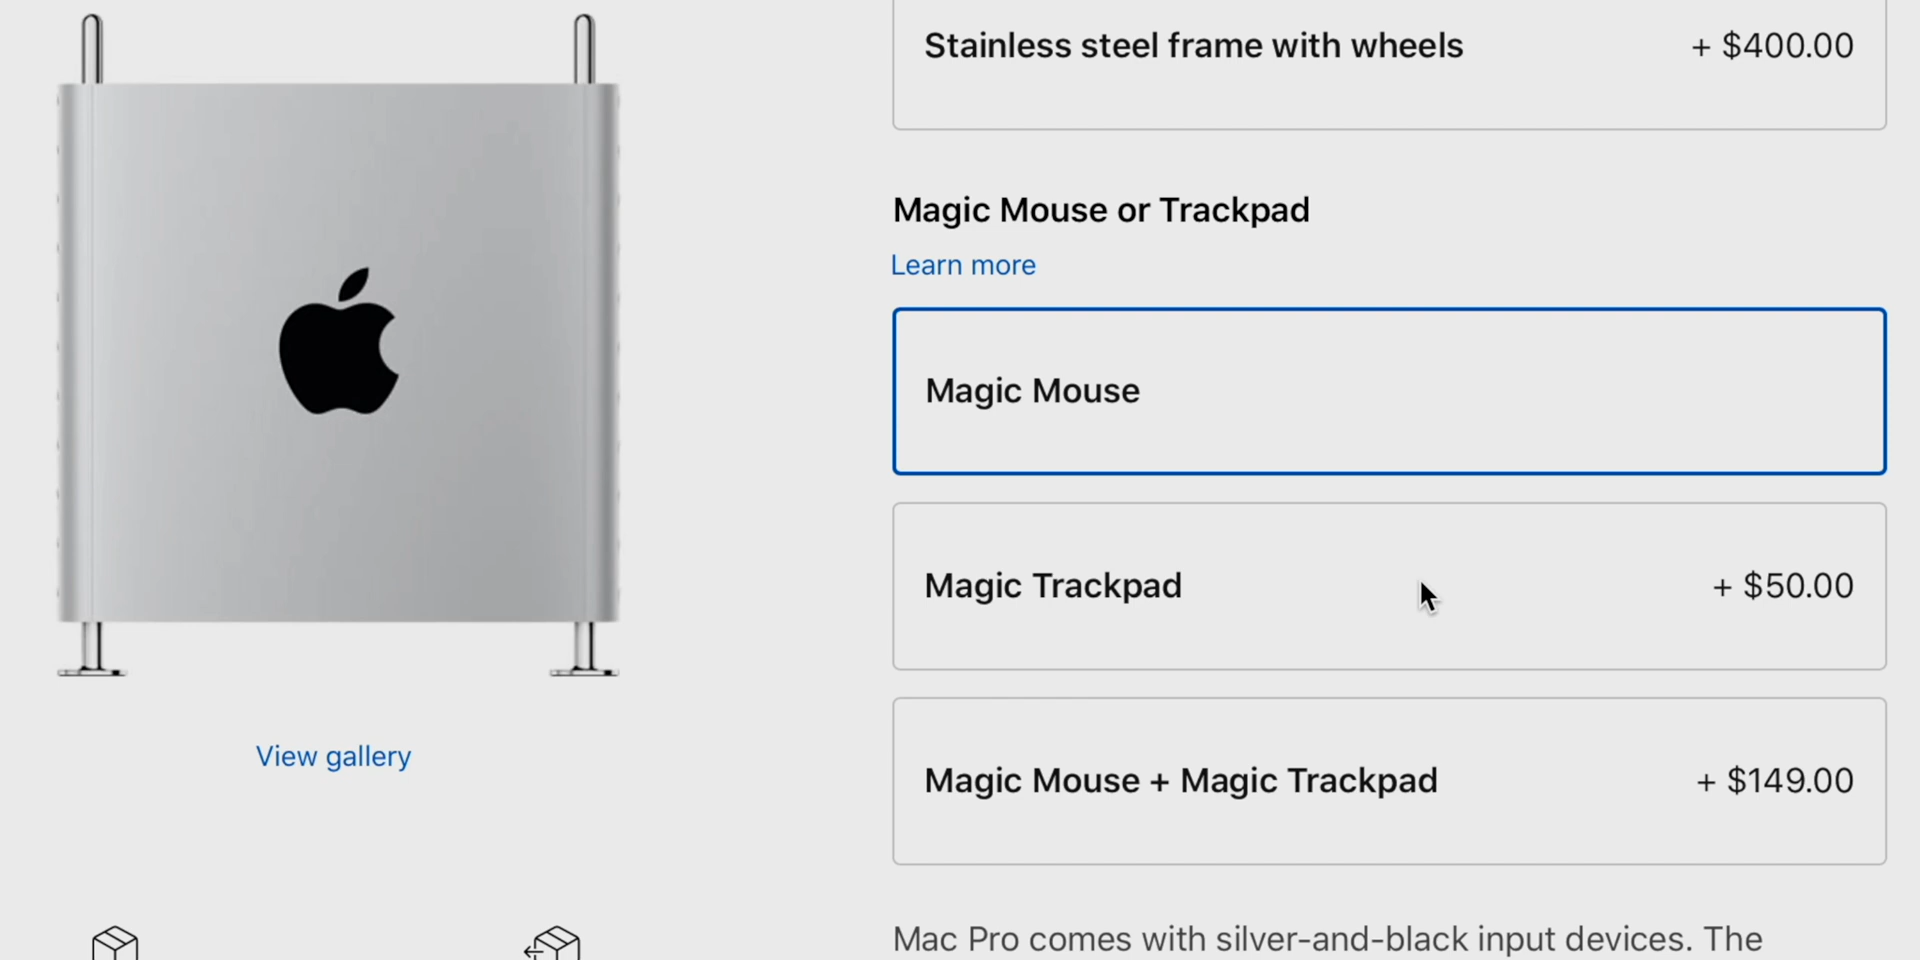 Stainless steel frame with wheels + $400.00
Magic Mouse or Trackpad
Learn more
Magic Mouse
Magic Trackpad + $50.00
Magic Mouse + Magic Trackpad + $149.00
View gallery
Mac Pro comes with silver-and-black input devices. The